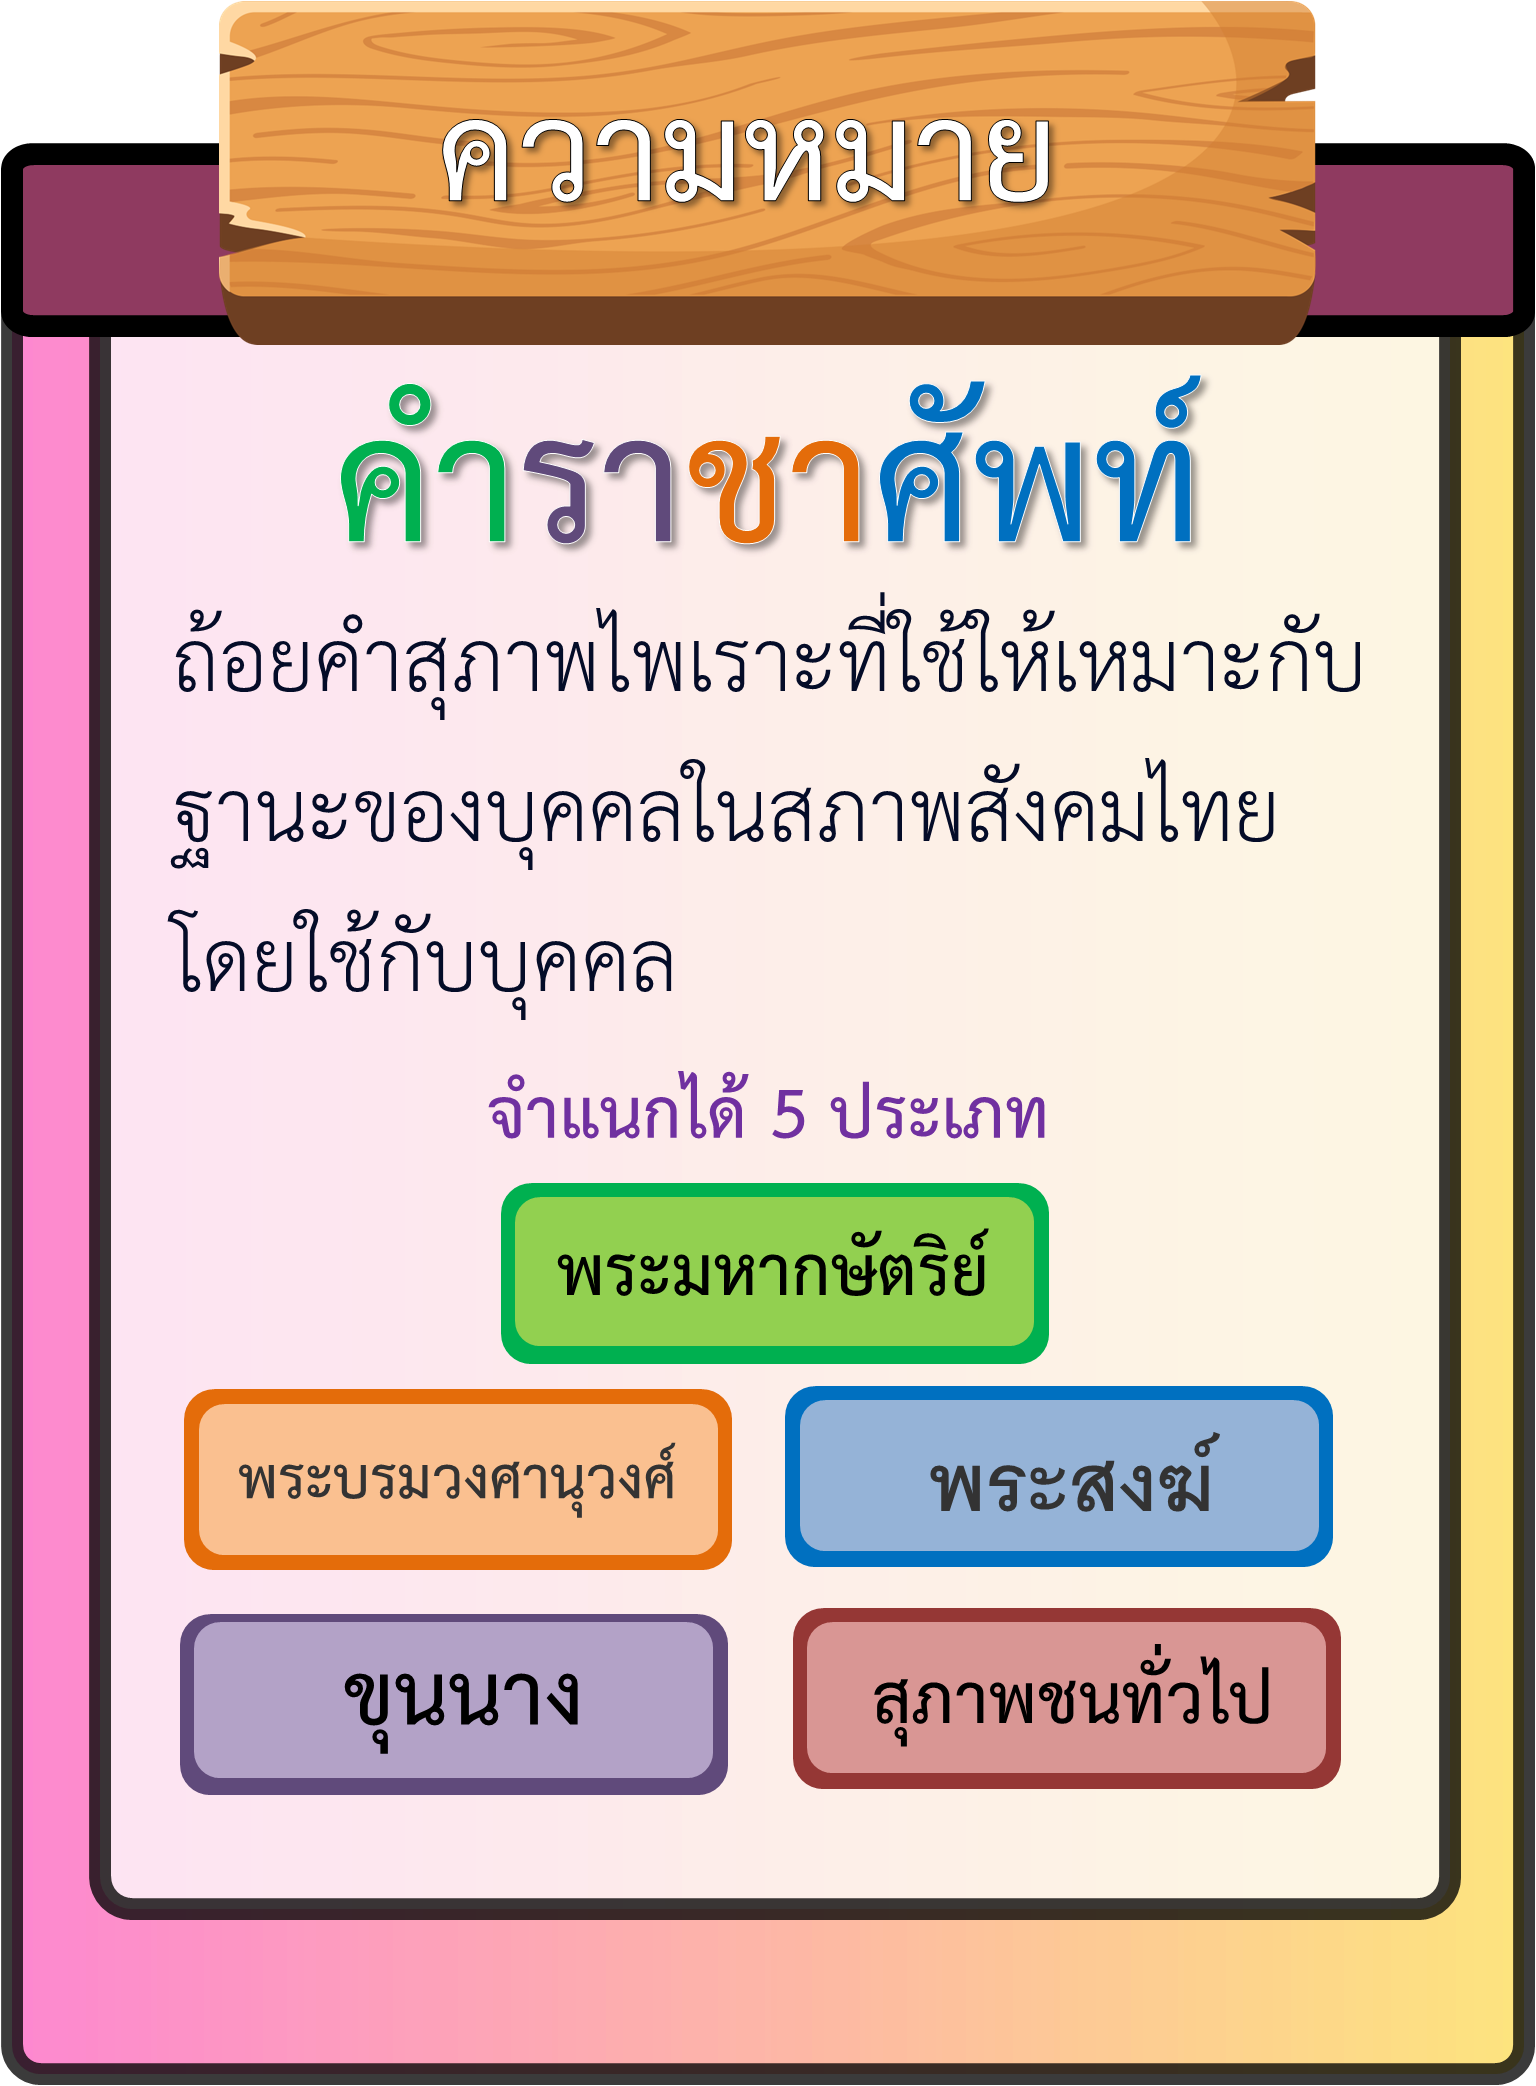 ความหมาย
คำราชาศัพท์
ถ้อยคำสุภาพไพเราะที่ใช้ให้เหมาะกับ
ฐานะของบุคคลในสภาพสังคมไทย
โดยใช้กับบุคคล
จำแนกได้ 5 ประเภท
พระมหากษัตริย์
พระบรมวงศานุวงศ์
พระสงฆ์
ขุนนาง
สุภาพชนทั่วไป